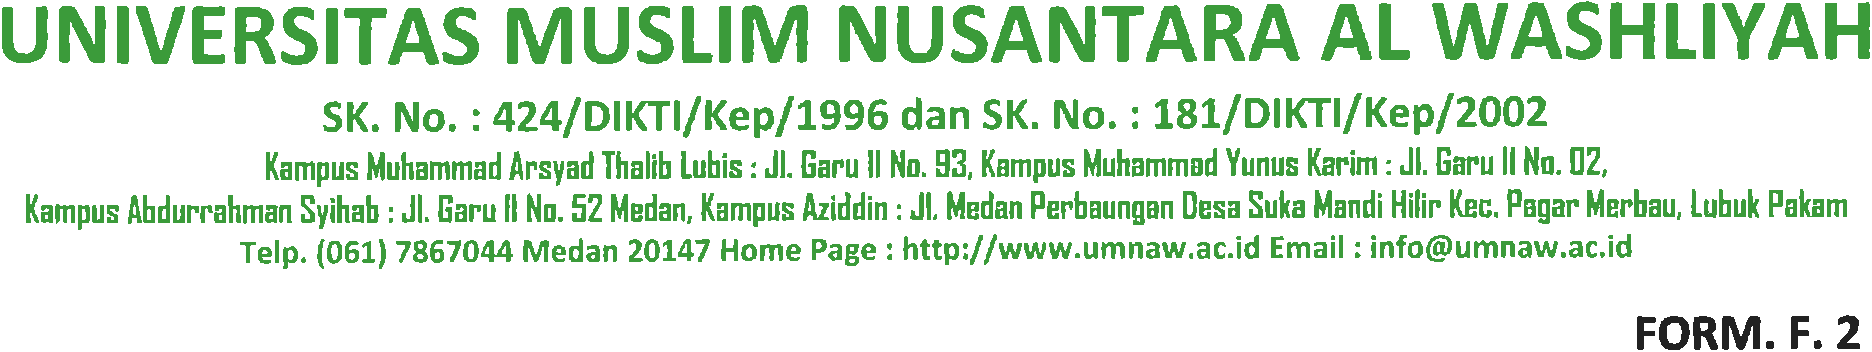 UNIVERSITAS MUSLIM NUSANTARA AL WASHLIYAH
SK. No. : 424/DIKTI/Kep/1996 dan SK. No. : 181/DIKTI/Kep/2002
Kampus Muhammad Arsyad Thalib Lubis : Jl. Garu II No. 93, Kampus Muhammad Yunus Karim : Jl. Garu II No. 02,
Kampus Abdurrahman Syihab : Jl. Garu II No. 52 Medan, Kampus Aziddin : Jl. Medan Perbaungan Desa Suka Mandi Hilir Kec. Pagar Merbau, Lubuk Pakam
Telp. (061) 7867044 Medan 20147 Home Page : http://www.umnaw.ac.id Email : info@umnaw.ac.id
FORM. F. 2